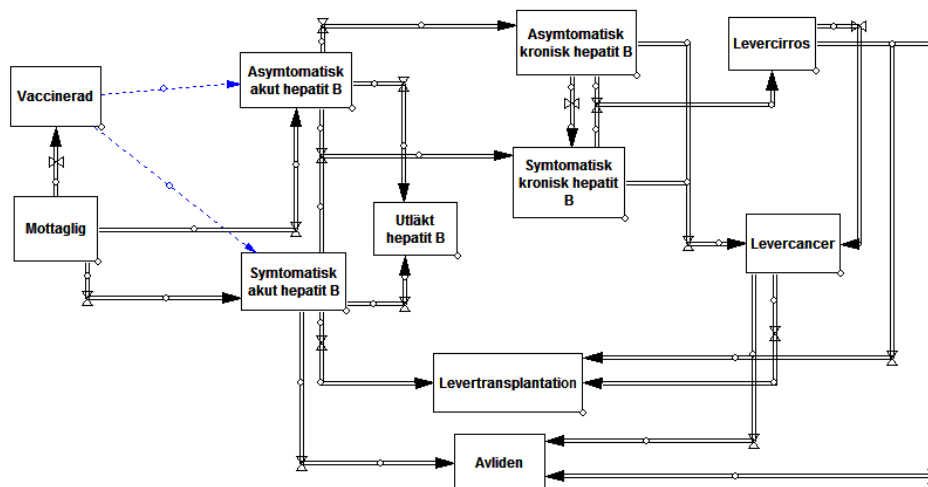 Vaccinerad
Mottaglig
Asymtomatisk
akut hepatit B
Symtomatisk
akut hepatit B
Utläkt
hepatit B
Asymtomatisk
kronisk hepatit
B
Symtomatisk
kronisk hepatit
B
Levercirros
Levercancer
Levertransplantation
Avliden